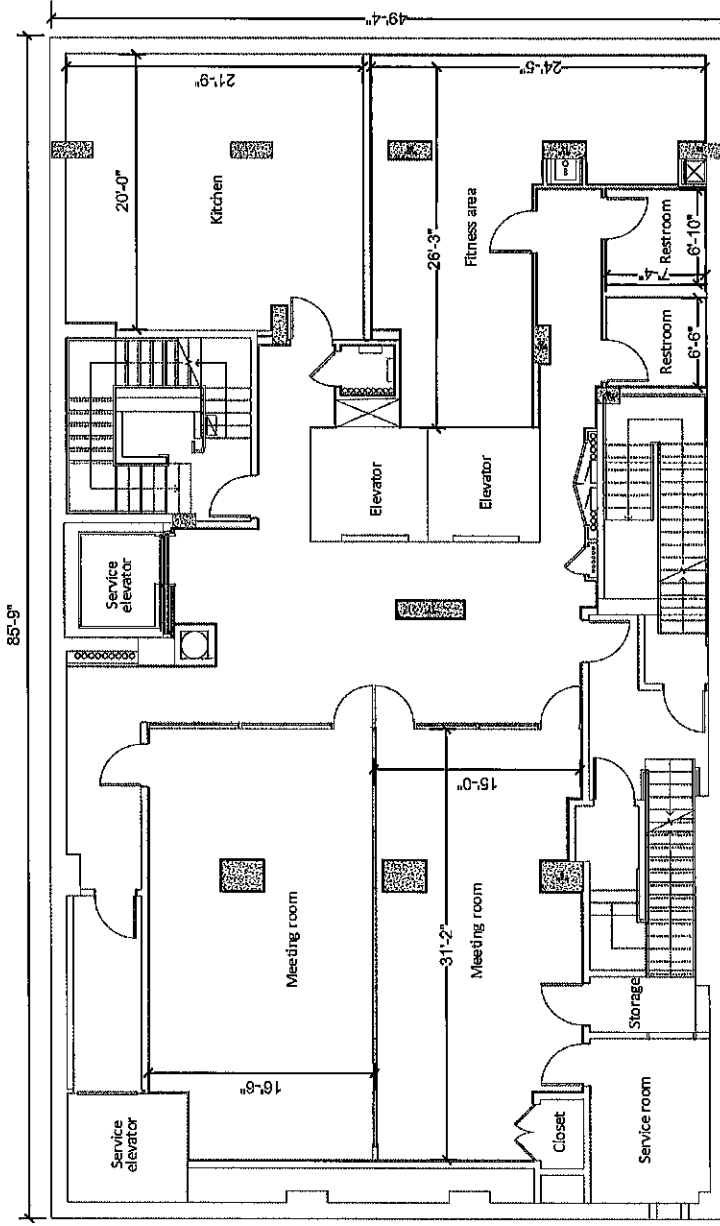 85'-9"
49'-4"
20'-0"
21'-9"
Kitchen
24'-5"
26'-3"
Fitness area
Restroom
6'-10"
7'-4"
Restroom
6'-6"
Elevator
Elevator
Service
elevator
Meeting room
16'-6"
15'-0"
31'-2"
Meeting room
Service
elevator
Closet
Storage
Service room